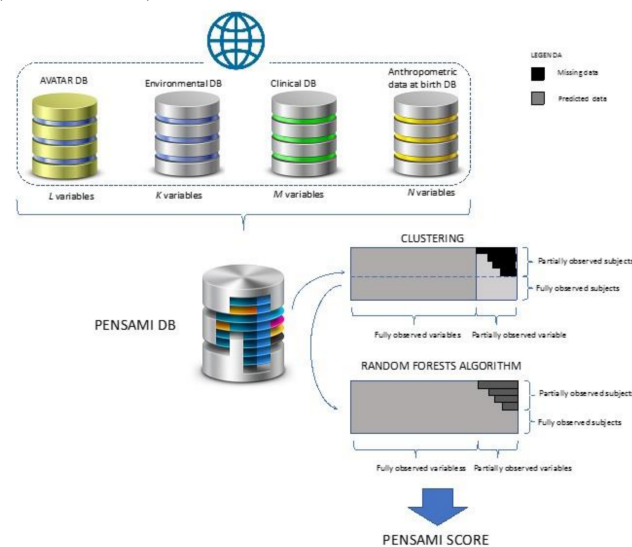 LEGENDA
Missing data
Predicted data
AVATAR DB
Environmental DB
Clinical DB
Anthropometric
data at birth DB
L variables
K variables
M variables
N variables
CLUSTERING
Partially observed subjects
Fully observed subjects
Fully observed variables
Partially observed variable
PENSAMI DB
RANDOM FORESTS ALGORITHM
Partially observed subjects
Fully observed subjects
Fully observed variabless
Partially observed variables
PENSAMI SCORE